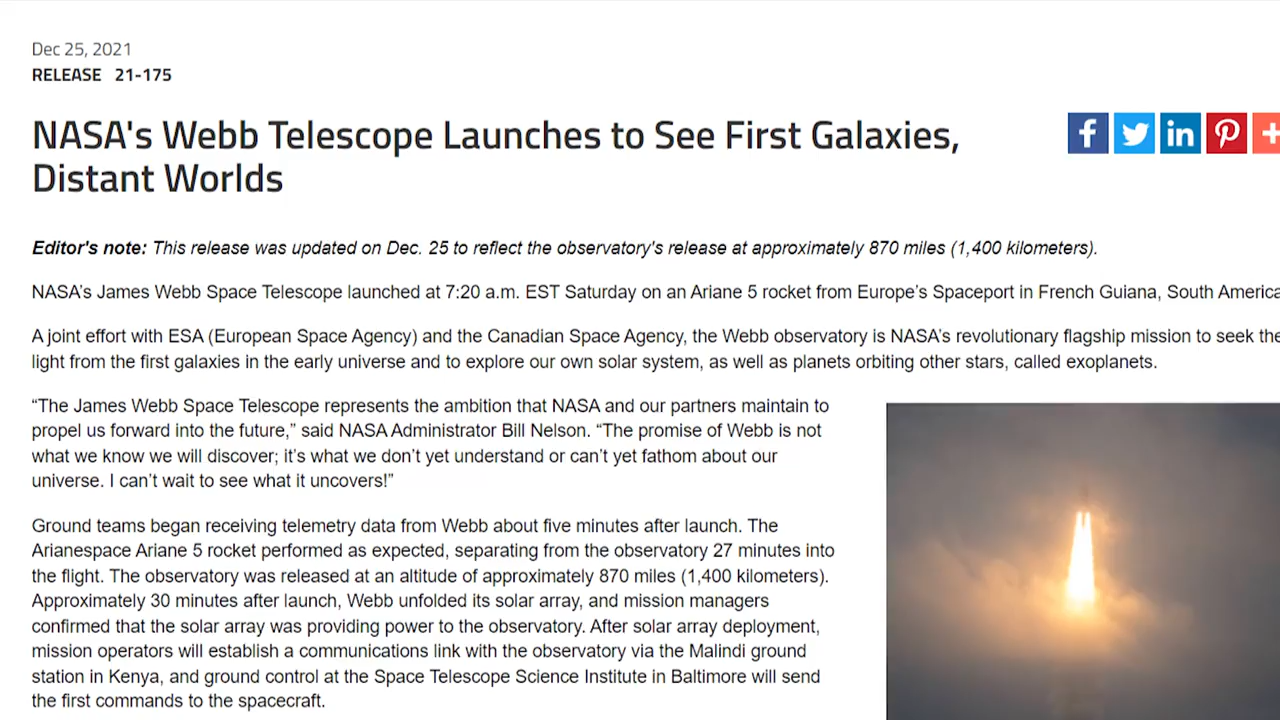 Dec 25, 2021
RELEASE 21-175
NASA's Webb Telescope Launches to See First Galaxies,
Distant Worlds
Editor's note: This release was updated on Dec. 25 to reflect the observatory's release at approximately 870 miles (1,400 kilometers).
NASA’s James Webb Space Telescope launched at 7:20 a.m. EST Saturday on an Ariane 5 rocket from Europe’s Spaceport in French Guiana, South America
A joint effort with ESA (European Space Agency) and the Canadian Space Agency, the Webb observatory is NASA’s revolutionary flagship mission to seek the
light from the first galaxies in the early universe and to explore our own solar system, as well as planets orbiting other stars, called exoplanets.
“The James Webb Space Telescope represents the ambition that NASA and our partners maintain to
propel us forward into the future,” said NASA Administrator Bill Nelson. “The promise of Webb is not
what we know we will discover; it’s what we don’t yet understand or can’t yet fathom about our
universe. I can’t wait to see what it uncovers!”
Ground teams began receiving telemetry data from Webb about five minutes after launch. The
Arianespace Ariane 5 rocket performed as expected, separating from the observatory 27 minutes into
the flight. The observatory was released at an altitude of approximately 870 miles (1,400 kilometers).
Approximately 30 minutes after launch, Webb unfolded its solar array, and mission managers
confirmed that the solar array was providing power to the observatory. After solar array deployment,
mission operators will establish a communications link with the observatory via the Malindi ground
station in Kenya, and ground control at the Space Telescope Science Institute in Baltimore will send
the first commands to the spacecraft.